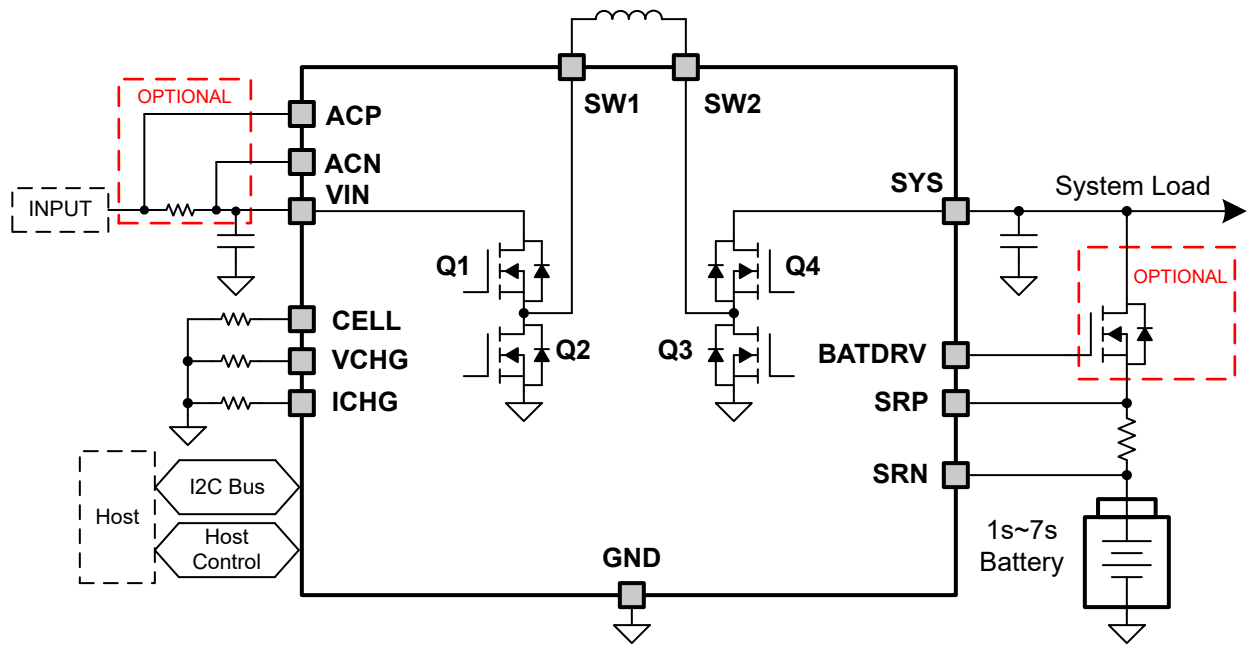 OPTIONAL
SW1
SW2
ACP
ACN
VIN
INPUT
SYS
System Load
Q1
Q4
OPTIONAL
CELL
VCHG
ICHG
Q2
Q3
BATDRV
SRP
SRN
Host
I2C Bus
Host
Control
GND
1s~7s
Battery